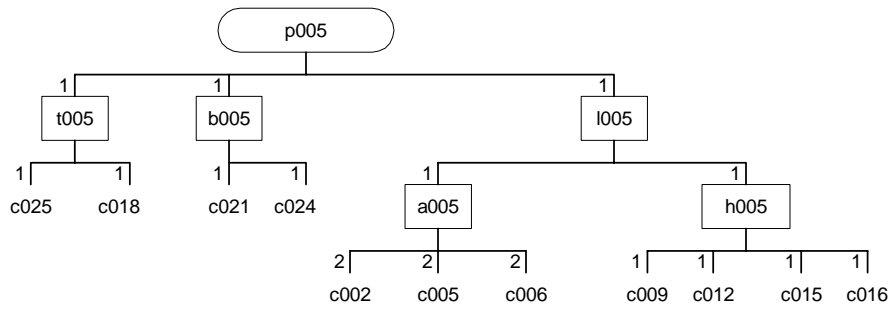 p005
1 1 1
t005 b005 l005
1 1 1 1 1 1
c025 c018 c021 c024 a005 h005
2 2 2 1 1 1 1
c002 c005 c006 c009 c012 c015 c016